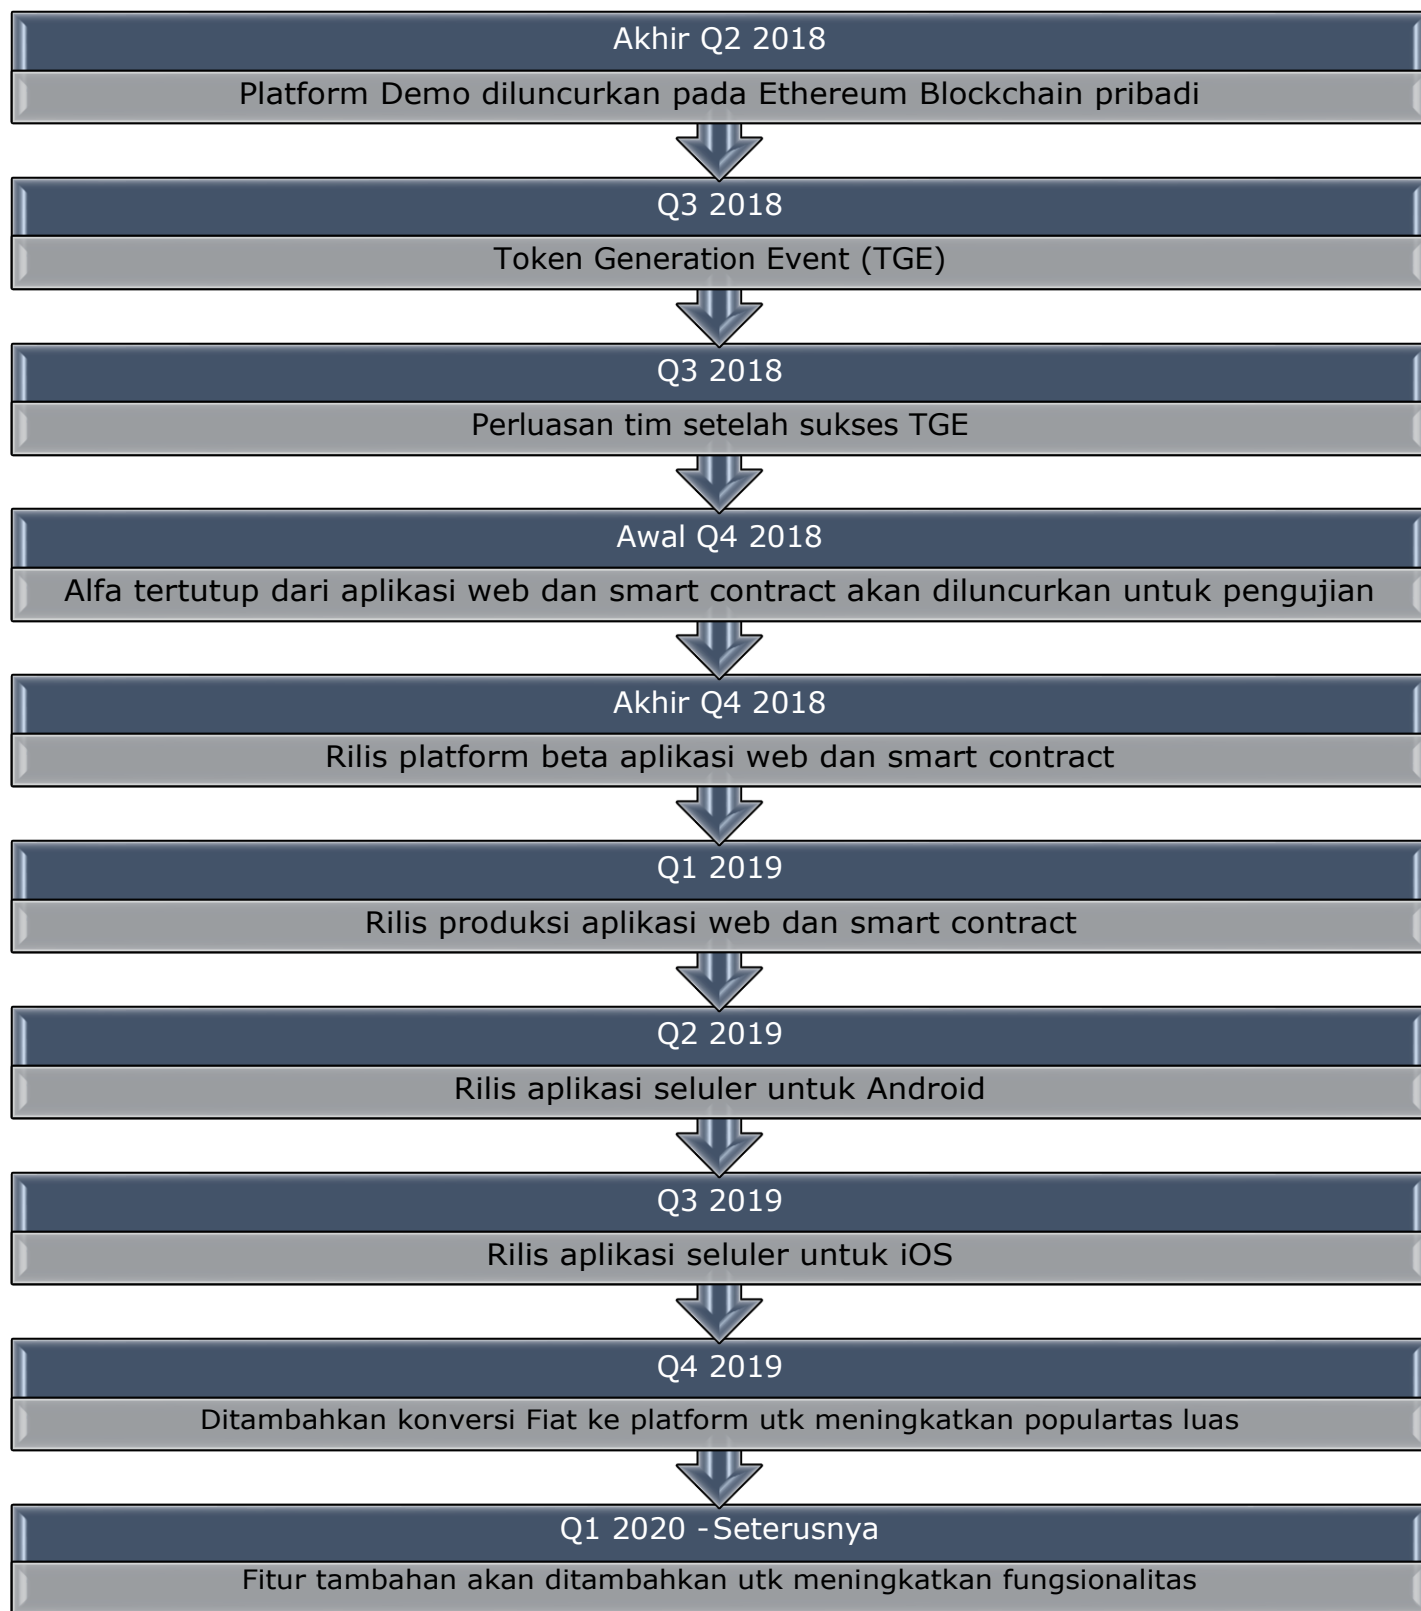 Akhir Q2 2018
Platform Demo diluncurkan pada Ethereum Blockchain pribadi
Q3 2018
Token Generation Event (TGE)
Q3 2018
Perluasan tim setelah sukses TGE
Awal Q4 2018
Alfa tertutup dari aplikasi web dan smart contract akan diluncurkan untuk pengujian
Akhir Q4 2018
Rilis platform beta aplikasi web dan smart contract
Q1 2019
Rilis produksi aplikasi web dan smart contract
Q2 2019
Rilis aplikasi seluler untuk Android
Q3 2019
Rilis aplikasi seluler untuk iOS
Q4 2019
Ditambahkan konversi Fiat ke platform utk meningkatkan populartas luas
Q1 2020 -Seterusnya
Fitur tambahan akan ditambahkan utk meningkatkan fungsionalitas